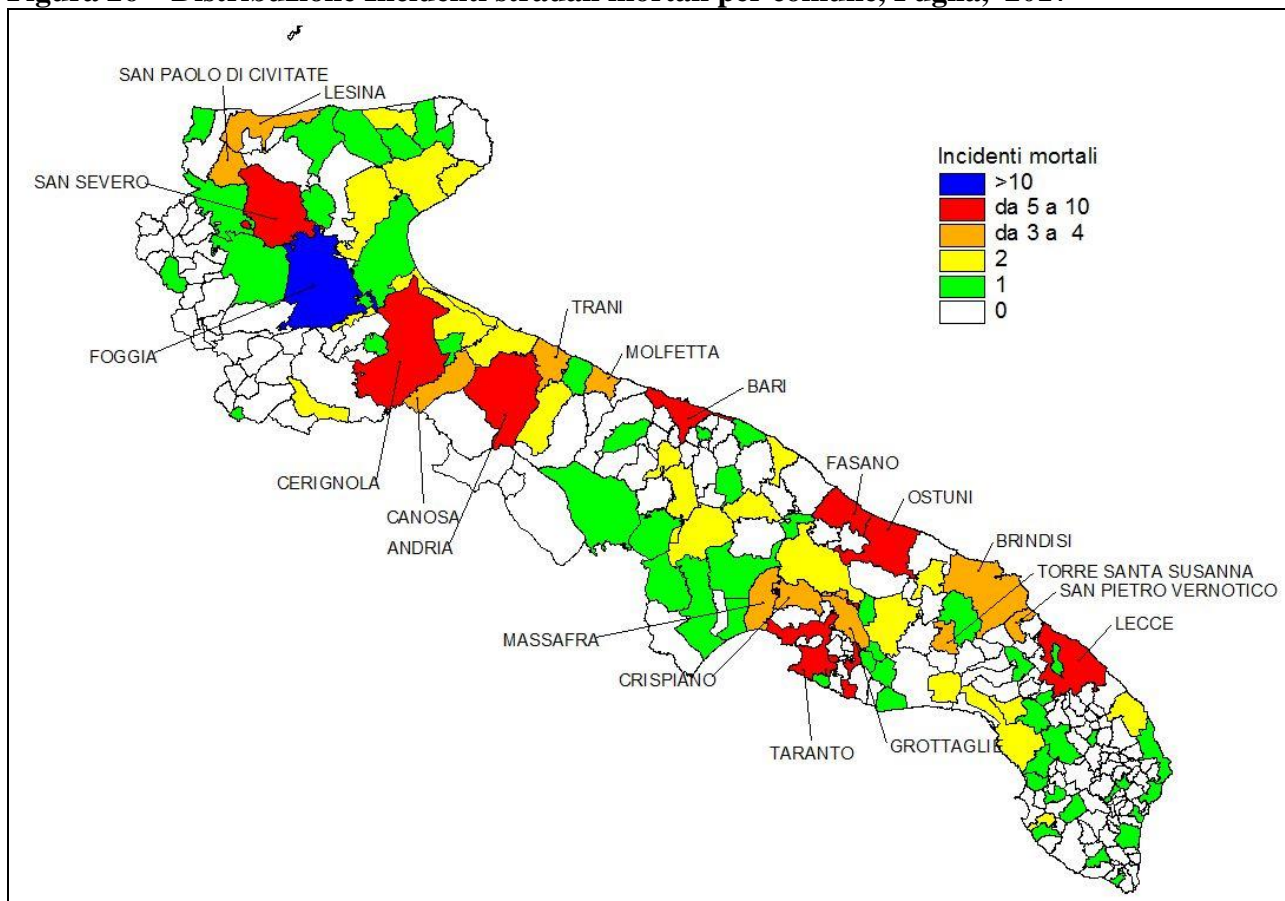 SAN PAOLO DI CIVITATE
LESINA
SAN SEVERO
FOGGIA
Incidenti mortali
>10
da 5 a 10
da 3 a 4
2
1
0
TRANI
MOLFETTA
BARI
CERIGNOLA
CANOSA
ANDRIA
FASANO
OSTUNI
BRINDISI
TORRE SANTA SUSANNA
SAN PIETRO VERNOTICO
LECCE
MASSAFRA
CRISPIANO
TARANTO
GROTTAGLIE